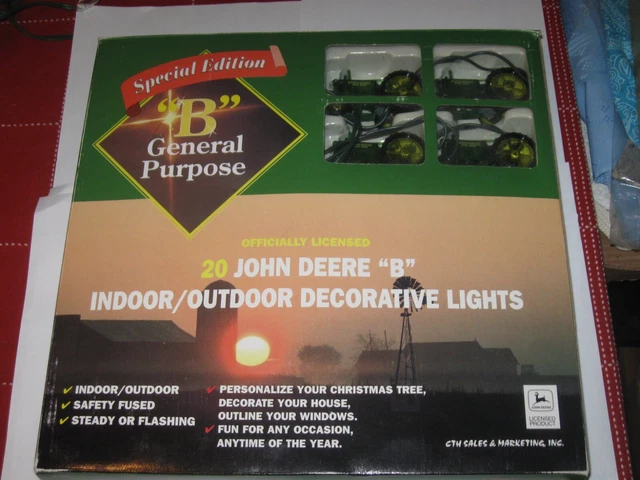 Special Edition
"B"
General
Purpose
OFFICIALLY LICENSED
20 JOHN DEERE "B"
INDOOR/OUTDOOR DECORATIVE LIGHTS
INDOOR/OUTDOOR
SAFETY FUSED
STEADY OR FLASHING
PERSONALIZE YOUR CHRISTMAS TREE,
DECORATE YOUR HOUSE,
OUTLINE YOUR WINDOWS.
FUN FOR ANY OCCASION,
ANYTIME OF THE YEAR.
JOHN DEERE
LICENSED
PRODUCT
GTH SALES & MARKETING, INC.